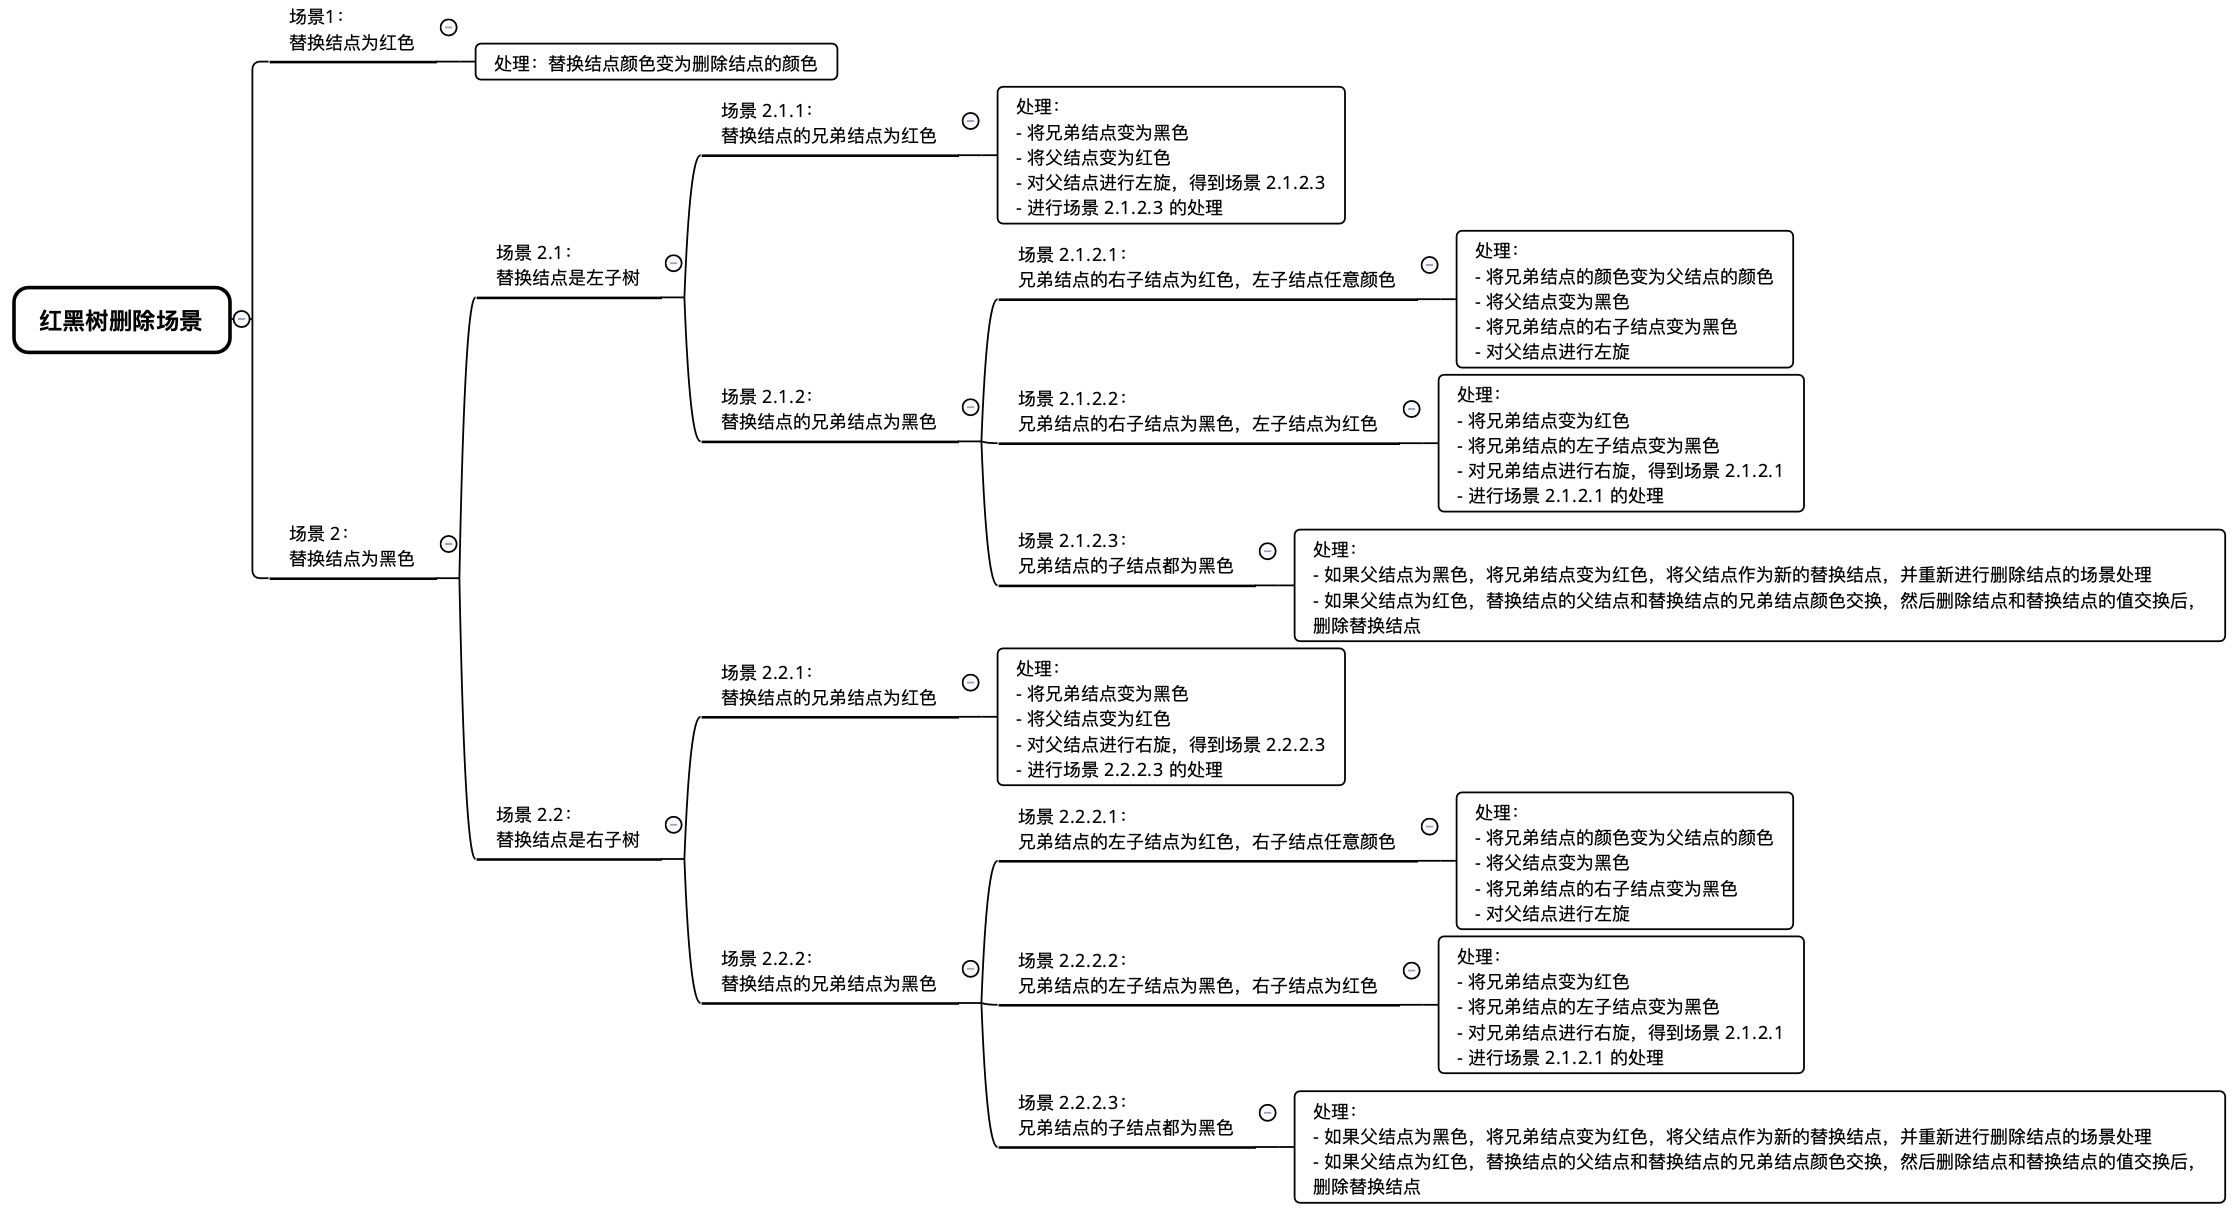 红黑树删除场景
场景1：
替换结点为红色
处理：替换结点颜色变为删除结点的颜色
场景 2：
替换结点为黑色
场景 2.1：
替换结点是左子树
场景 2.1.1：
替换结点的兄弟结点为红色
处理：
- 将兄弟结点变为黑色
- 将父结点变为红色
- 对父结点进行左旋，得到场景 2.1.2.3
- 进行场景 2.1.2.3 的处理
场景 2.1.2：
替换结点的兄弟结点为黑色
场景 2.1.2.1：
兄弟结点的右子结点为红色，左子结点任意颜色
处理：
- 将兄弟结点的颜色变为父结点的颜色
- 将父结点变为黑色
- 将兄弟结点的右子结点变为黑色
- 对父结点进行左旋
场景 2.1.2.2：
兄弟结点的右子结点为黑色，左子结点为红色
处理：
- 将兄弟结点变为红色
- 将兄弟结点的左子结点变为黑色
- 对兄弟结点进行右旋，得到场景 2.1.2.1
- 进行场景 2.1.2.1 的处理
场景 2.1.2.3：
兄弟结点的子结点都为黑色
处理：
- 如果父结点为黑色，将兄弟结点变为红色，将父结点作为新的替换结点，并重新进行删除结点的场景处理
- 如果父结点为红色，替换结点的父结点和替换结点的兄弟结点颜色交换，然后删除结点和替换结点的值交换后，
删除替换结点
场景 2.2：
替换结点是右子树
场景 2.2.1：
替换结点的兄弟结点为红色
处理：
- 将兄弟结点变为黑色
- 将父结点变为红色
- 对父结点进行右旋，得到场景 2.2.2.3
- 进行场景 2.2.2.3 的处理
场景 2.2.2：
替换结点的兄弟结点为黑色
场景 2.2.2.1：
兄弟结点的左子结点为红色，右子结点任意颜色
处理：
- 将兄弟结点的颜色变为父结点的颜色
- 将父结点变为黑色
- 将兄弟结点的右子结点变为黑色
- 对父结点进行左旋
场景 2.2.2.2：
兄弟结点的左子结点为黑色，右子结点为红色
处理：
- 将兄弟结点变为红色
- 将兄弟结点的左子结点变为黑色
- 对兄弟结点进行右旋，得到场景 2.1.2.1
- 进行场景 2.1.2.1 的处理
场景 2.2.2.3：
兄弟结点的子结点都为黑色
处理：
- 如果父结点为黑色，将兄弟结点变为红色，将父结点作为新的替换结点，并重新进行删除结点的场景处理
- 如果父结点为红色，替换结点的父结点和替换结点的兄弟结点颜色交换，然后删除结点和替换结点的值交换后，
删除替换结点